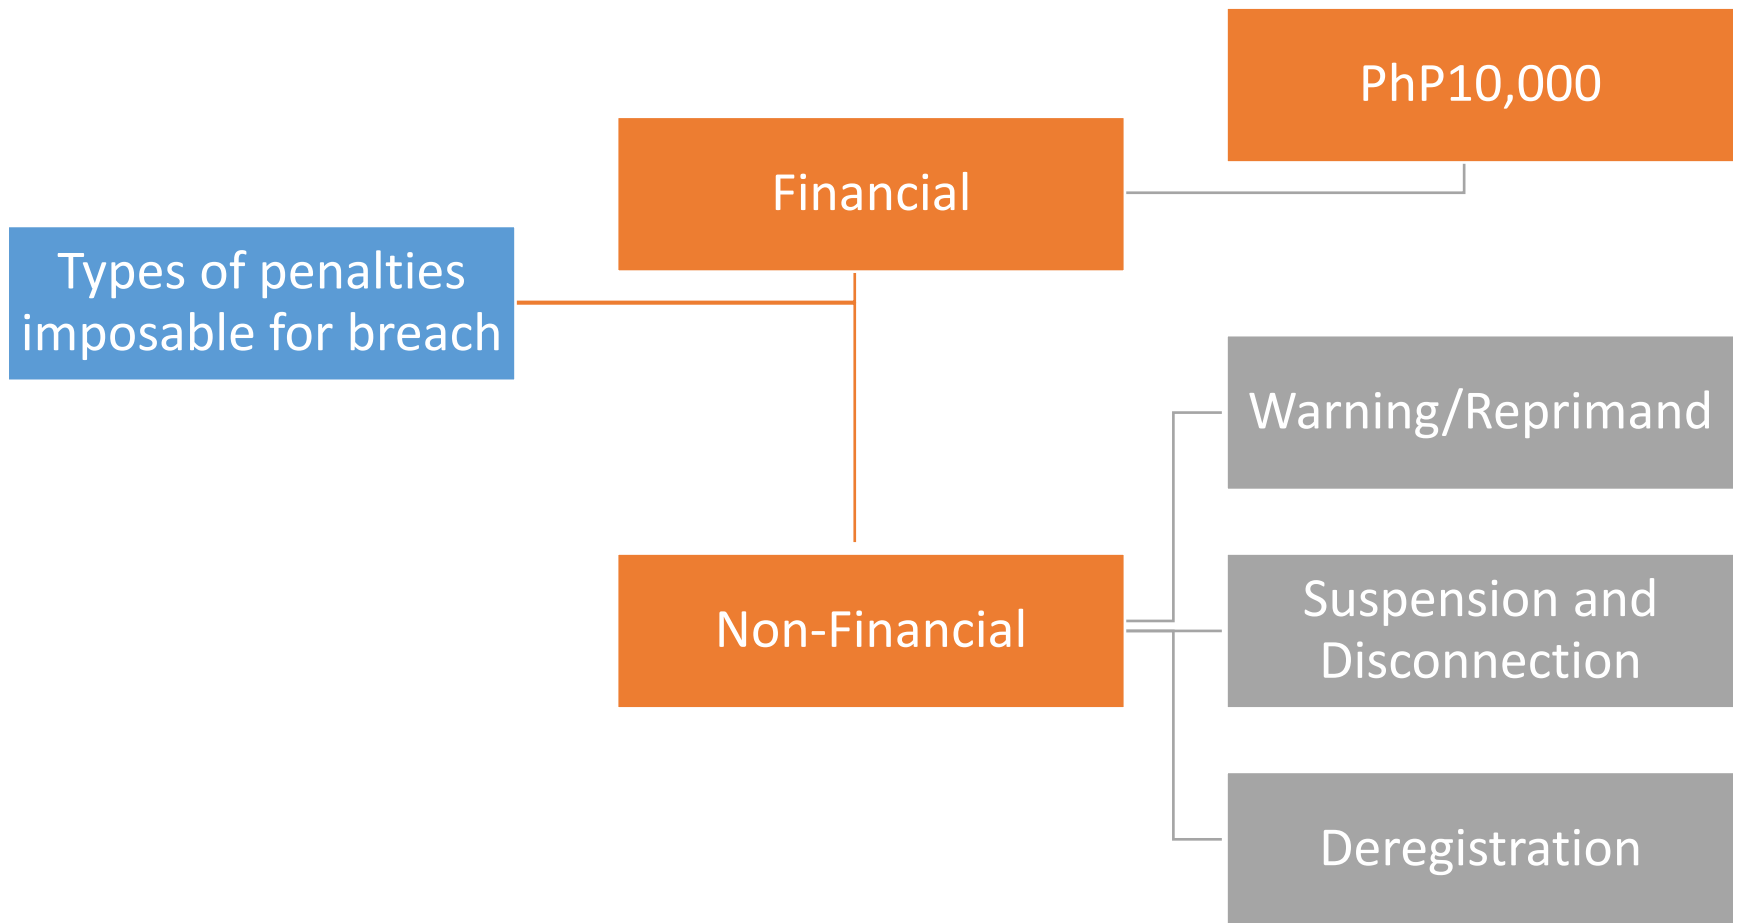 Types of penalties
imposable for breach
Financial
PhP10,000
Non-Financial
Warning/Reprimand
Suspension and
Disconnection
Deregistration